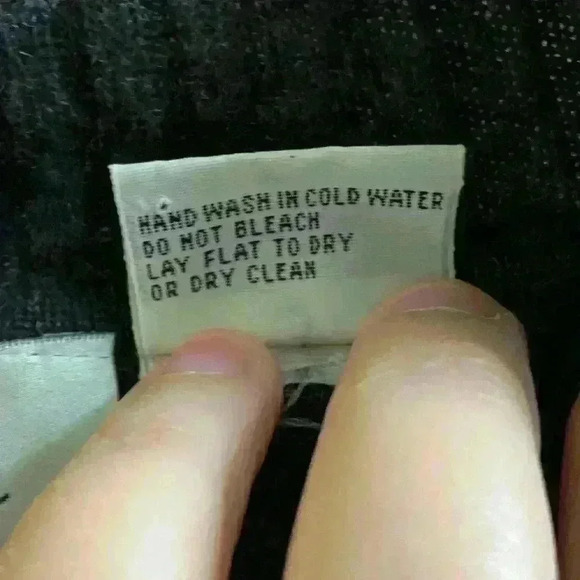 HAND WASH IN COLD WATER
DO NOT BLEACH
LAY FLAT TO DRY
OR DRY CLEAN